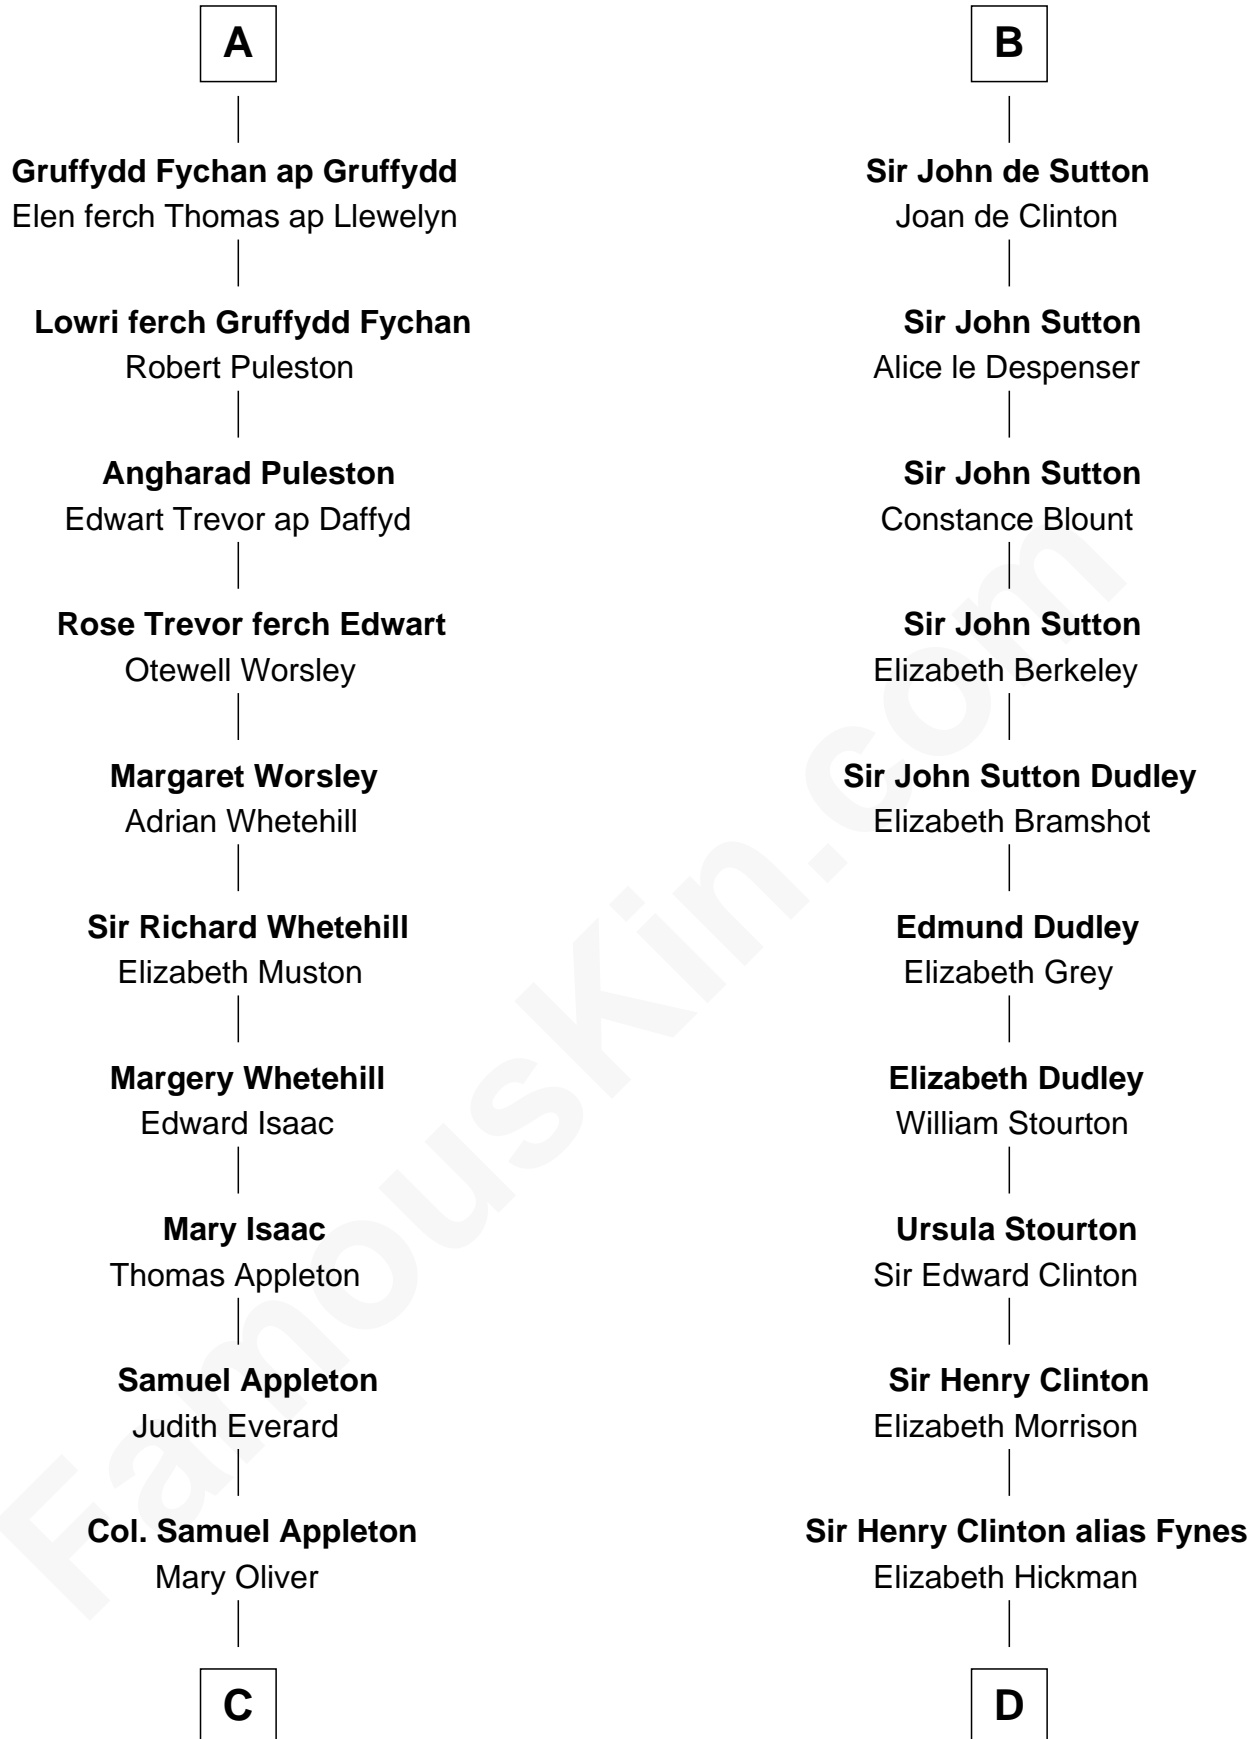 A
Gruffydd Fychan ap Gruffydd
Elen ferch Thomas ap Llewelyn
Lowri ferch Gruffydd Fychan
Robert Puleston
Angharad Puleston
Edwart Trevor ap Daffyd
Rose Trevor ferch Edwart
Otewell Worsley
Margaret Worsley
Adrian Whetehill
Sir Richard Whetehill
Elizabeth Muston
Margery Whetehill
Edward Isaac
Mary Isaac
Thomas Appleton
Samuel Appleton
Judith Everard
Col. Samuel Appleton
Mary Oliver
C
B
Sir John de Sutton
Joan de Clinton
Sir John Sutton
Alice le Despenser
Sir John Sutton
Constance Blount
Sir John Sutton
Elizabeth Berkeley
Sir John Sutton Dudley
Elizabeth Bramshot
Edmund Dudley
Elizabeth Grey
Elizabeth Dudley
William Stourton
Ursula Stourton
Sir Edward Clinton
Sir Henry Clinton
Elizabeth Morrison
Sir Henry Clinton alias Fynes
Elizabeth Hickman
D
FamousKin.com